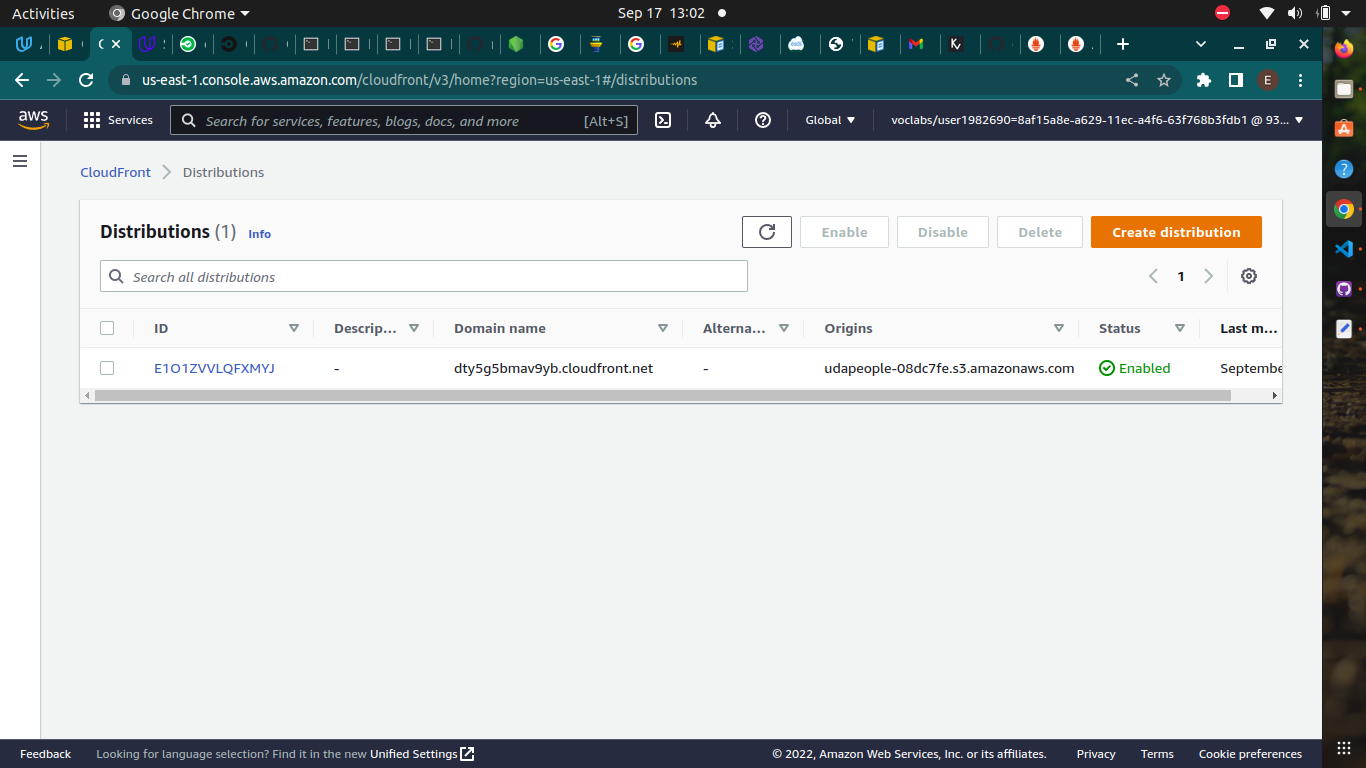 Activities Google Chrome Sep 17 13:02
us-east-1.console.aws.amazon.com/cloudfront/v3/home?region=us-east-1#/distributions E
aws Services Search for services, features, blogs, docs, and more [Alt+S] Global voclabs/user1982690=8af15a8e-a629-11ec-a4f6-63f768b3fdb1 @ 93...
CloudFront Distributions
Distributions (1) Info Enable Disable Delete Create distribution
Search all distributions 1
ID Descrip... Domain name Alterna... Origins Status Last m...
E1O1ZVVLQFXMYJ - dty5g5bmav9yb.cloudfront.net - udapeople-08dc7fe.s3.amazonaws.com Enabled Septembe
Feedback Looking for language selection? Find it in the new Unified Settings © 2022, Amazon Web Services, Inc. or its affiliates. Privacy Terms Cookie preferences